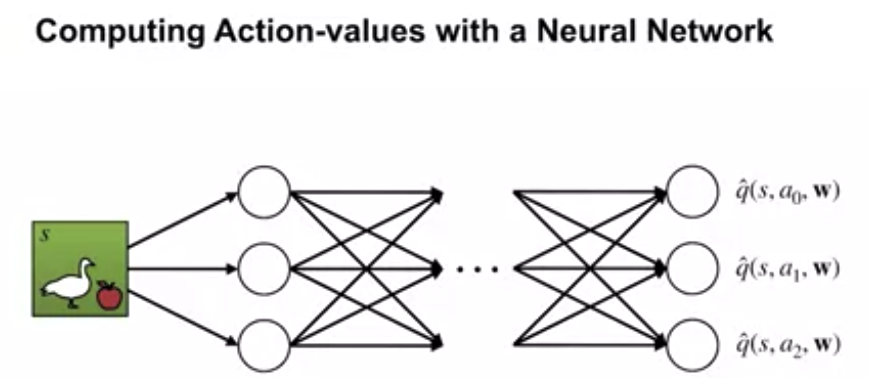 Computing Action-values with a Neural Network
s
q̂(s, a₀, w)
q̂(s, a₁, w)
...
q̂(s, a₂, w)